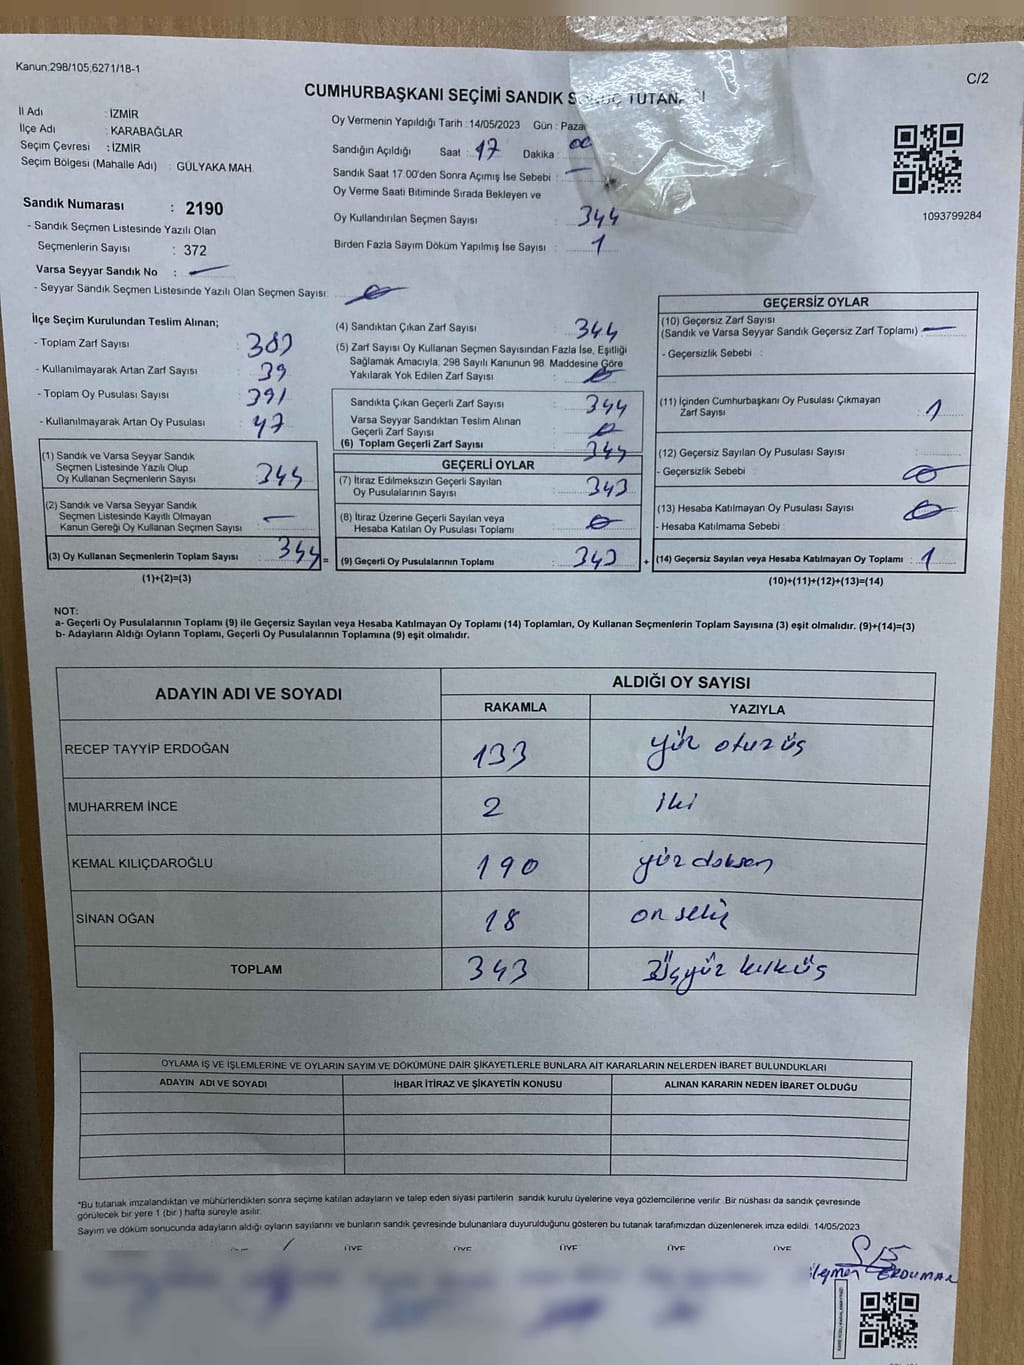 Kanun;298/105,6271/18-1
C/2
CUMHURBAŞKANI SEÇİMİ SANDIK
İl Adı : İZMİR
İlçe Adı : KARABAĞLAR
Seçim Çevresi : İZMİR
Seçim Bölgesi (Mahalle Adı) : GÜLYAKA MAH.
Oy Vermenin Yapıldığı Tarih : 14/05/2023 Gün :
Sandığın Açıldığı Saat : 17 Dakika : 00
Sandık Saat 17.00'den Sonra Açımış İse Sebebi : —
Oy Verme Saati Bitiminde Sırada Bekleyen ve
Oy Kullandırılan Seçmen Sayısı : 344
Birden Fazla Sayım Döküm Yapılmış İse Sayısı : 1
1093799284
Sandık Numarası : 2190
- Sandık Seçmen Listesinde Yazılı Olan
Seçmenlerin Sayısı : 372
Varsa Seyyar Sandık No : —
- Seyyar Sandık Seçmen Listesinde Yazılı Olan Seçmen Sayısı: 0
İlçe Seçim Kurulundan Teslim Alınan;
- Toplam Zarf Sayısı :
- Kullanılmayarak Artan Zarf Sayısı : 39
- Toplam Oy Pusulası Sayısı : 391
- Kullanılmayarak Artan Oy Pusulası : 47
(1) Sandık ve Varsa Seyyar Sandık
Seçmen Listesinde Yazılı Olup
Oy Kullanan Seçmenlerin Sayısı : 344
(2) Sandık ve Varsa Seyyar Sandık
Seçmen Listesinde Kayıtlı Olmayan
Kanun Gereği Oy Kullanan Seçmen Sayısı : —
(3) Oy Kullanan Seçmenlerin Toplam Sayısı : 344 =
(1)+(2)=(3)
(4) Sandıktan Çıkan Zarf Sayısı : 344
(5) Zarf Sayısı Oy Kullanan Seçmen Sayısından Fazla İse, Eşitliği
Sağlamak Amacıyla, 298 Sayılı Kanunun 98. Maddesine Göre
Yakılarak Yok Edilen Zarf Sayısı : 0
Sandıkta Çıkan Geçerli Zarf Sayısı : 344
Varsa Seyyar Sandıktan Teslim Alınan
Geçerli Zarf Sayısı : 0
(6) Toplam Geçerli Zarf Sayısı : 344
GEÇERLİ OYLAR
(7) İtiraz Edilmeksizin Geçerli Sayılan
Oy Pusulalarının Sayısı : 343
(8) İtiraz Üzerine Geçerli Sayılan veya
Hesaba Katılan Oy Pusulası Toplamı : 0
(9) Geçerli Oy Pusulalarının Toplamı : 343 +
GEÇERSİZ OYLAR
(10) Geçersiz Zarf Sayısı
(Sandık ve Varsa Seyyar Sandık Geçersiz Zarf Toplamı) : —
- Geçersizlik Sebebi :
(11) İçinden Cumhurbaşkanı Oy Pusulası Çıkmayan
Zarf Sayısı : 1
(12) Geçersiz Sayılan Oy Pusulası Sayısı :
- Geçersizlik Sebebi : 0
(13) Hesaba Katılmayan Oy Pusulası Sayısı : 0
- Hesaba Katılmama Sebebi :
(14) Geçersiz Sayılan veya Hesaba Katılmayan Oy Toplamı : 1
(10)+(11)+(12)+(13)=(14)
NOT:
a- Geçerli Oy Pusulalarının Toplamı (9) ile Geçersiz Sayılan veya Hesaba Katılmayan Oy Toplamı (14) Toplamları, Oy Kullanan Seçmenlerin Toplam Sayısına (3) eşit olmalıdır. (9)+(14)=(3)
b- Adayların Aldığı Oyların Toplamı, Geçerli Oy Pusulalarının Toplamına (9) eşit olmalıdır.
ADAYIN ADI VE SOYADI ALDIĞI OY SAYISI
RAKAMLA YAZIYLA
RECEP TAYYİP ERDOĞAN 133 yüz otuz üç
MUHARREM İNCE 2 iki
KEMAL KILIÇDAROĞLU 190 yüz doksan
SİNAN OĞAN 18 on sekiz
TOPLAM 343 Üçyüz kırküç
OYLAMA İŞ VE İŞLEMLERİNE VE OYLARIN SAYIM VE DÖKÜMÜNE DAİR ŞİKAYETLERLE BUNLARA AİT KARARLARIN NELERDEN İBARET BULUNDUKLARI
ADAYIN ADI VE SOYADI İHBAR İTİRAZ VE ŞİKAYETİN KONUSU ALINAN KARARIN NEDEN İBARET OLDUĞU
*Bu tutanak imzalandıktan ve mühürlendikten sonra seçime katılan adayların ve talep eden siyasi partilerin sandık kurulu üyelerine veya gözlemcilerine verilir. Bir nüshası da sandık çevresinde
görülecek bir yere 1 (bir) hafta süreyle asılır.
Sayım ve döküm sonucunda adayların aldığı oyların sayılarını ve bunların sandık çevresinde bulunanlara duyurulduğunu gösteren bu tutanak tarafımızdan düzenlenerek imza edildi. 14/05/2023
ÜYE ÜYE ÜYE ÜYE ÜYE ÜYE
ERDUMAN